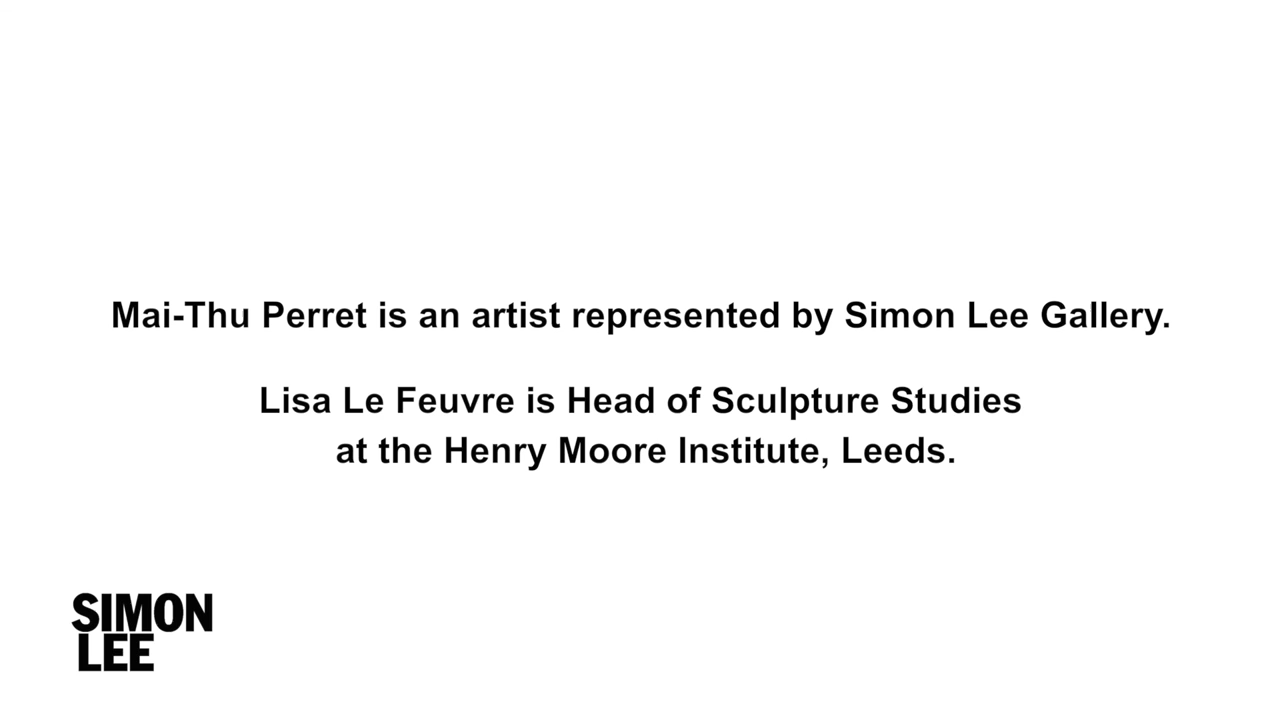 Mai-Thu Perret is an artist represented by Simon Lee Gallery.
Lisa Le Feuvre is Head of Sculpture Studies
at the Henry Moore Institute, Leeds.
SIMON
LEE